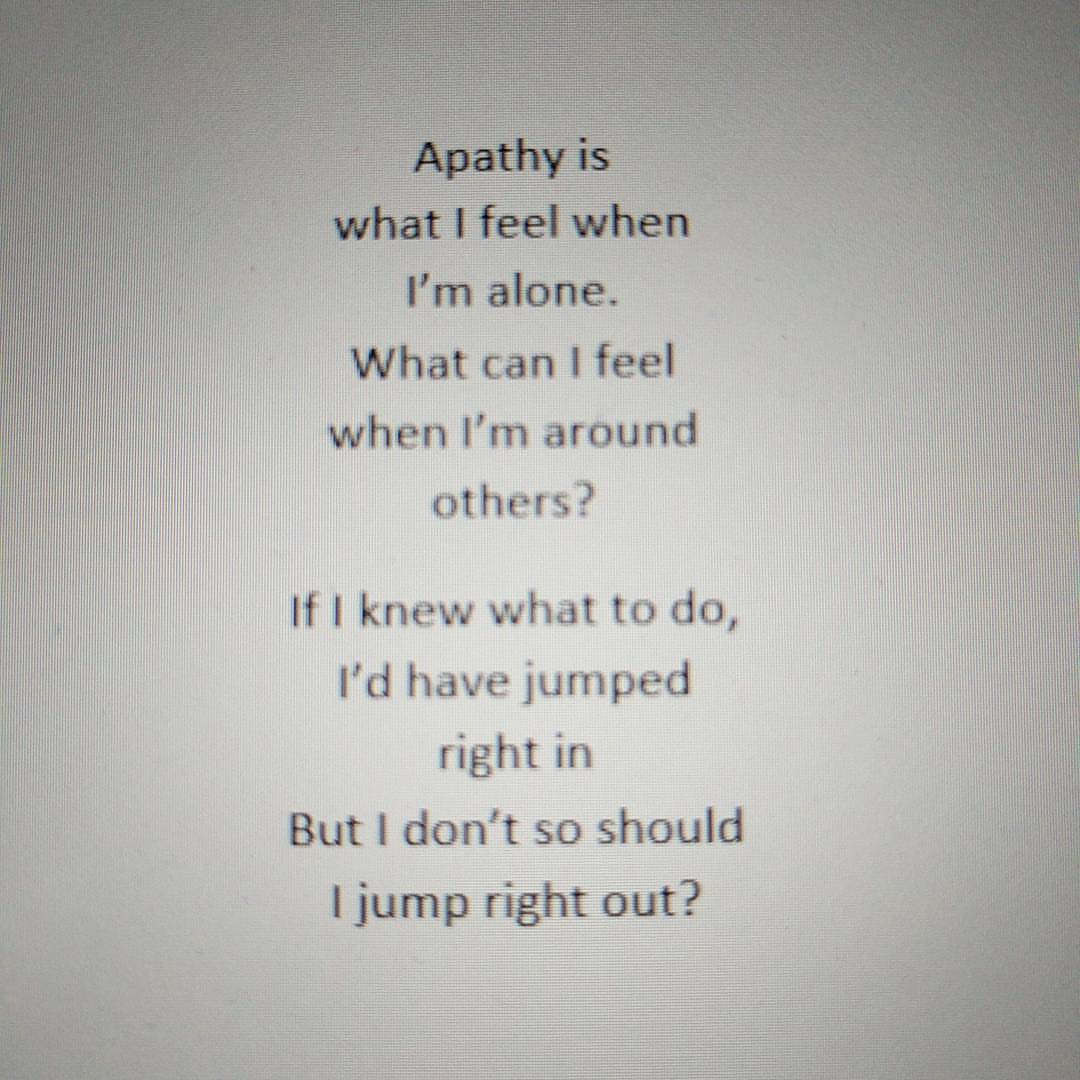 Apathy is
what I feel when
I'm alone.
What can I feel
when I'm around
others?
If I knew what to do,
I'd have jumped
right in
But I don't so should
I jump right out?